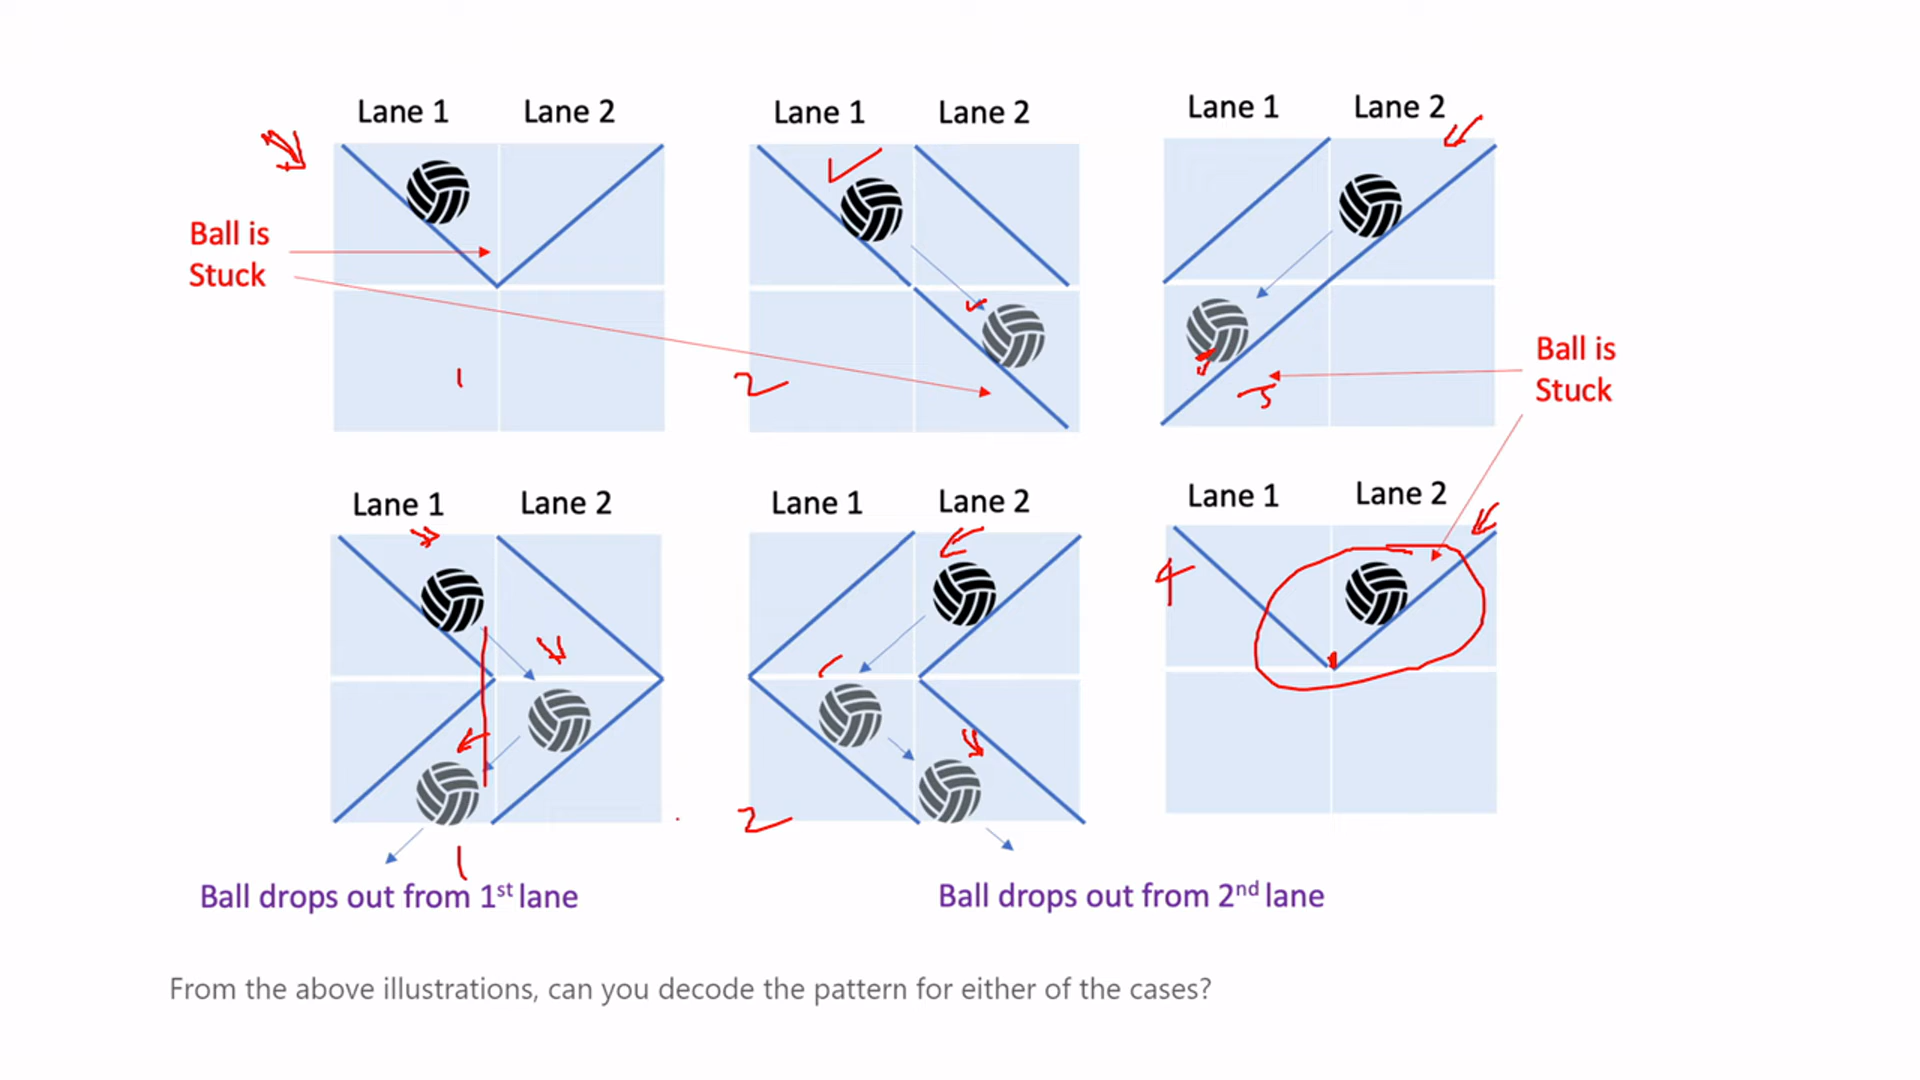 Lane 1 Lane 2
Lane 1 Lane 2
Lane 1 Lane 2
Ball is
Stuck
1
2
3
Ball is
Stuck
Lane 1 Lane 2
Lane 1 Lane 2
Lane 1 Lane 2
4
2
1
Ball drops out from 1st lane
Ball drops out from 2nd lane
From the above illustrations, can you decode the pattern for either of the cases?